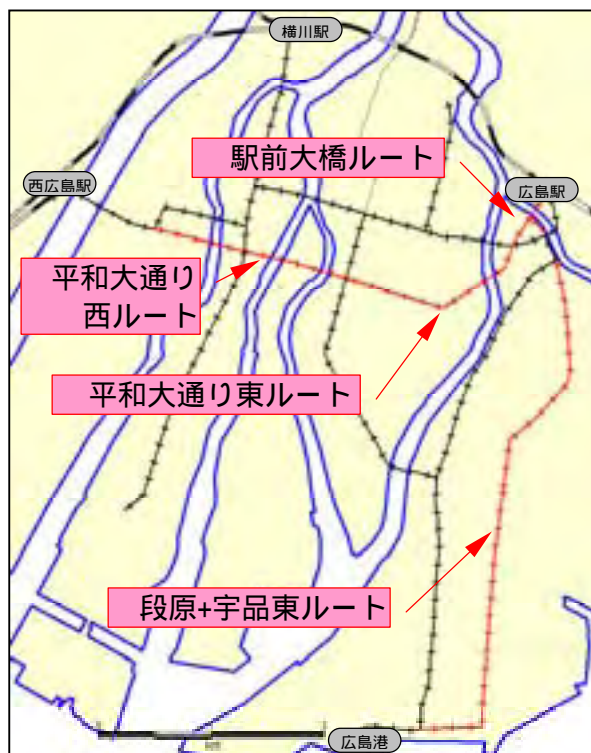 横川駅
駅前大橋ルート
西広島駅
広島駅
平和大通り
西ルート
平和大通り東ルート
段原+宇品東ルート
広島港